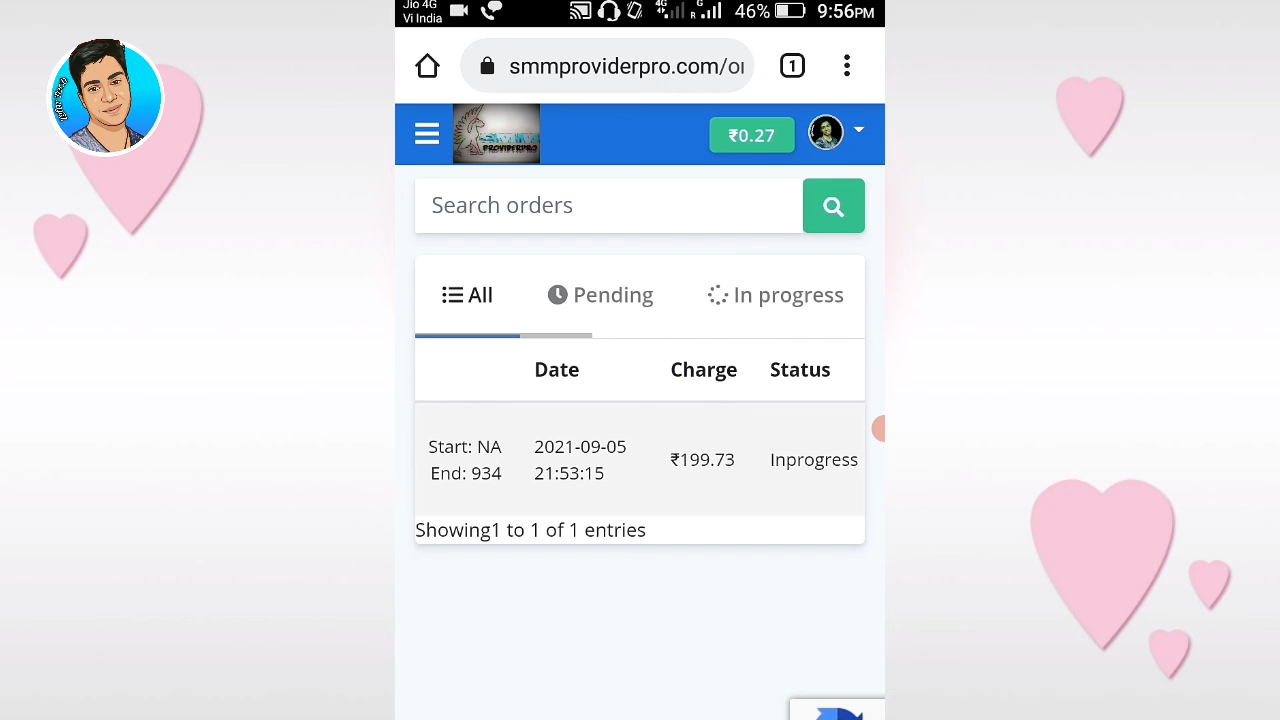 Jio 4G
Vi India
46%
9:56PM
smmproviderpro.com/or
1
PROVIDERPRO
₹0.27
Search orders
All
Pending
In progress
Date
Charge
Status
Start: NA
End: 934
2021-09-05
21:53:15
₹199.73
Inprogress
Showing1 to 1 of 1 entries